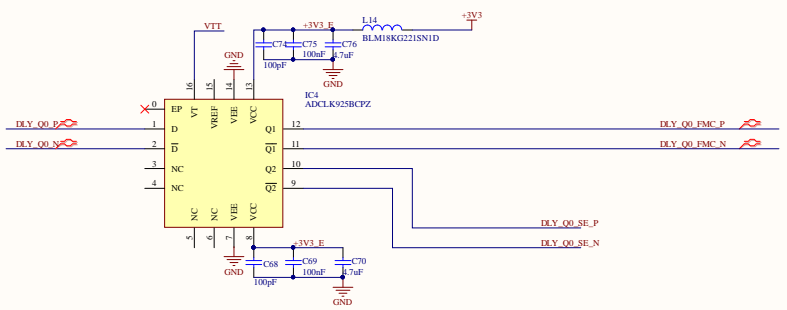 L14
+3V3
VTT
+3V3_E
BLM18KG221SN1D
C74
C75
C76
100nF
4.7uF
100pF
GND
GND
16
15
14
13
IC4
ADCLK925BCPZ
0
EP
VT
VREF
VEE
VCC
DLY_Q0_P
1
D
Q1
12
DLY_Q0_FMC_P
DLY_Q0_N
2
D
Q1
11
DLY_Q0_FMC_N
3
NC
Q2
10
4
NC
Q2
9
NC
NC
VEE
VCC
DLY_Q0_SE_P
5
6
7
8
+3V3_E
DLY_Q0_SE_N
C68
C69
C70
GND
100nF
4.7uF
100pF
GND